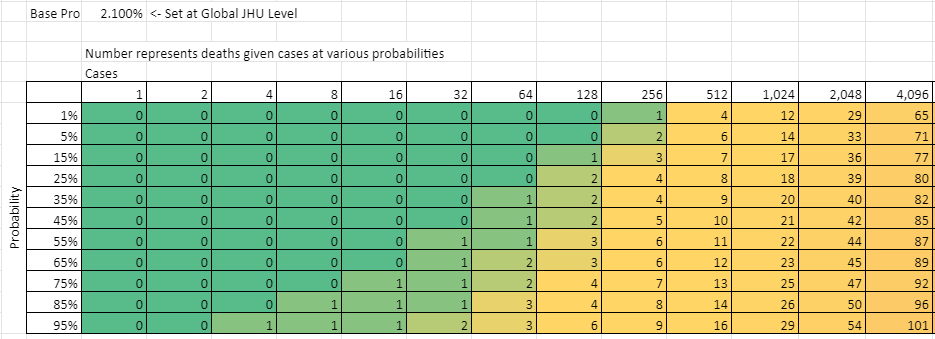 Base Pro 2.100% <- Set at Global JHU Level
Number represents deaths given cases at various probabilities
Cases
1 2 4 8 16 32 64 128 256 512 1,024 2,048 4,096
1% 0 0 0 0 0 0 0 0 1 4 12 29 65
5% 0 0 0 0 0 0 0 0 2 6 14 33 71
15% 0 0 0 0 0 0 0 1 3 7 17 36 77
25% 0 0 0 0 0 0 0 2 4 8 18 39 80
35% 0 0 0 0 0 0 1 2 4 9 20 40 82
45% 0 0 0 0 0 0 1 2 5 10 21 42 85
55% 0 0 0 0 0 1 1 3 6 11 22 44 87
65% 0 0 0 0 0 1 2 3 6 12 23 45 89
75% 0 0 0 0 1 1 2 4 7 13 25 47 92
85% 0 0 0 1 1 1 3 4 8 14 26 50 96
95% 0 0 1 1 1 2 3 6 9 16 29 54 101
Probability